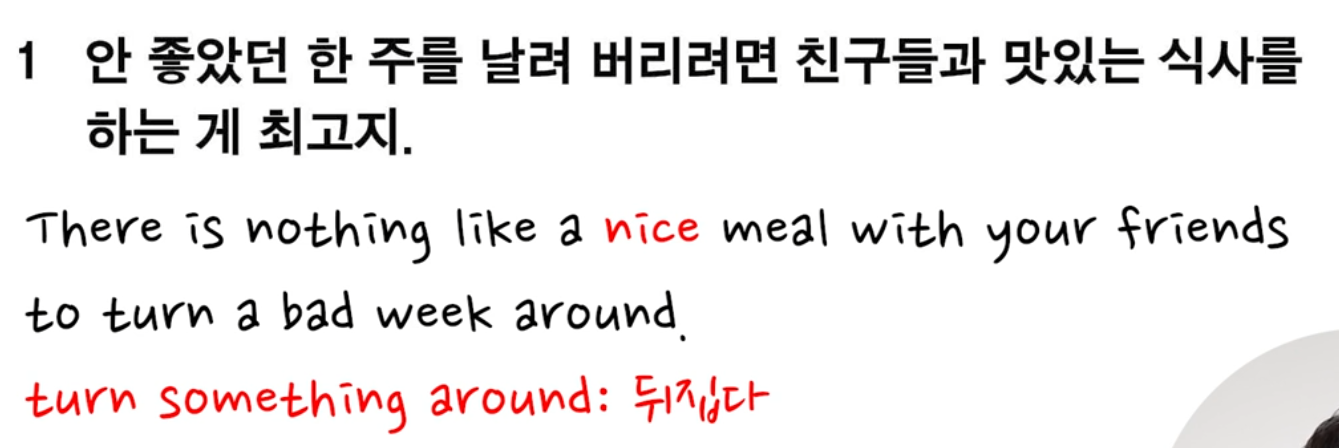 1 안 좋았던 한 주를 날려 버리려면 친구들과 맛있는 식사를
하는 게 최고지.
There is nothing like a nice meal with your friends
to turn a bad week around.
turn something around: 뒤집다